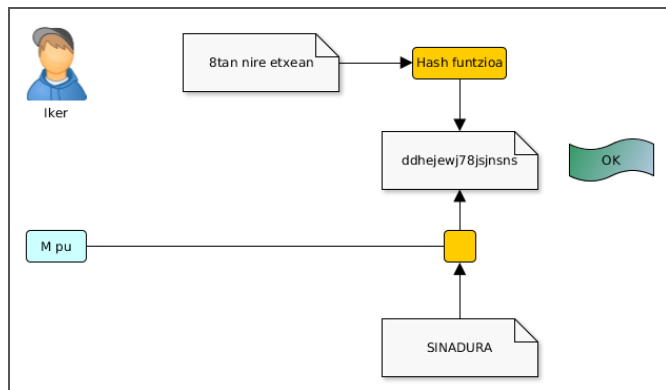 8tan nire etxean
Hash funtzioa
Iker
ddhejewj78jsjnsns
OK
M pu
SINADURA